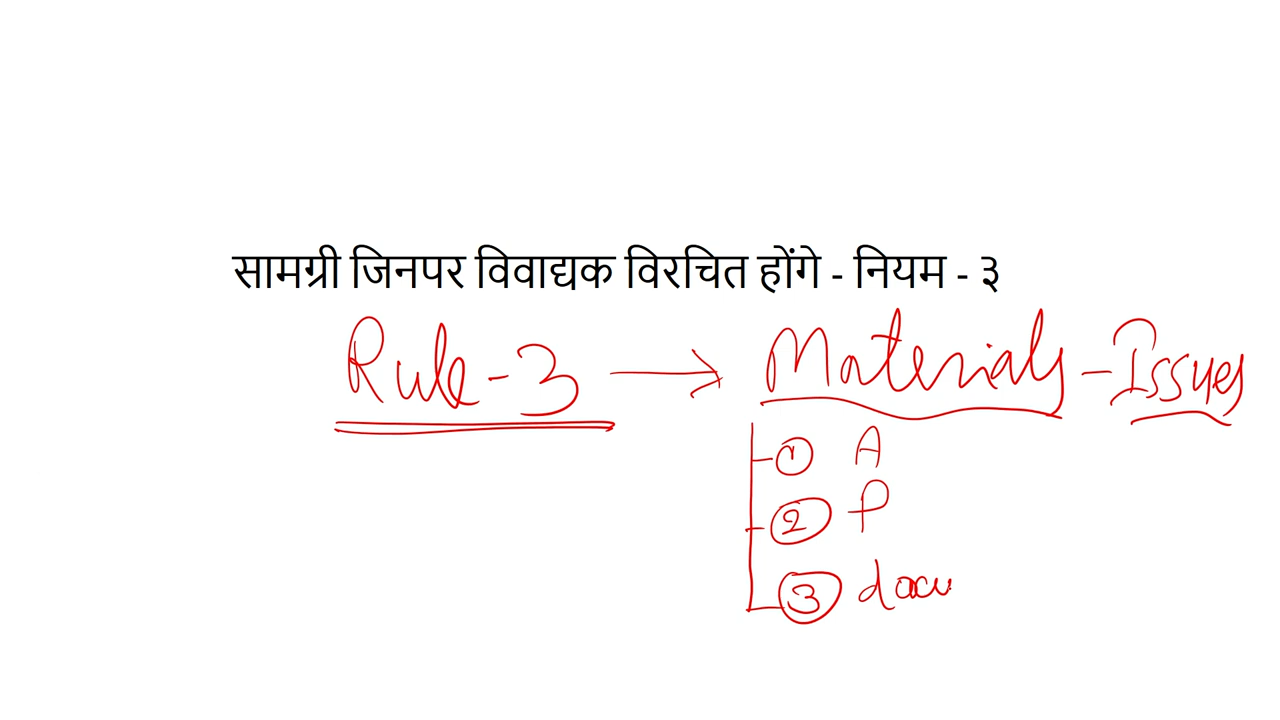 सामग्री जिनपर विवाद्यक विरचित होंगे - नियम - ३
Rule-3 → Materials - Issues
① A
② P
③ docu